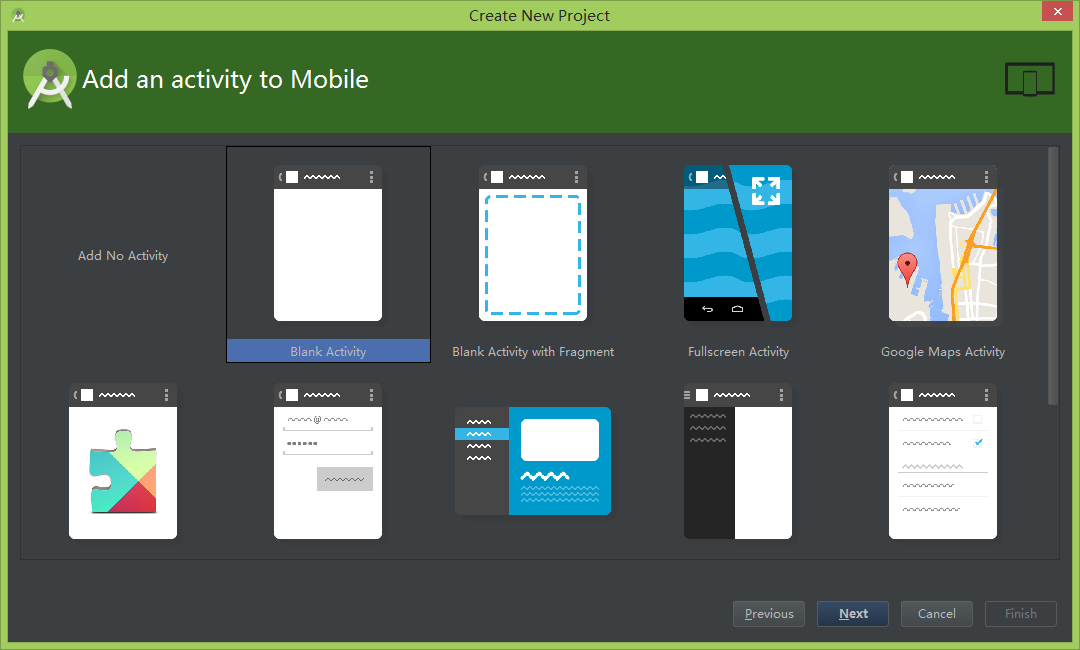 Create New Project
Add an activity to Mobile
Add No Activity
Blank Activity
Blank Activity with Fragment
Fullscreen Activity
Google Maps Activity
Previous
Next
Cancel
Finish